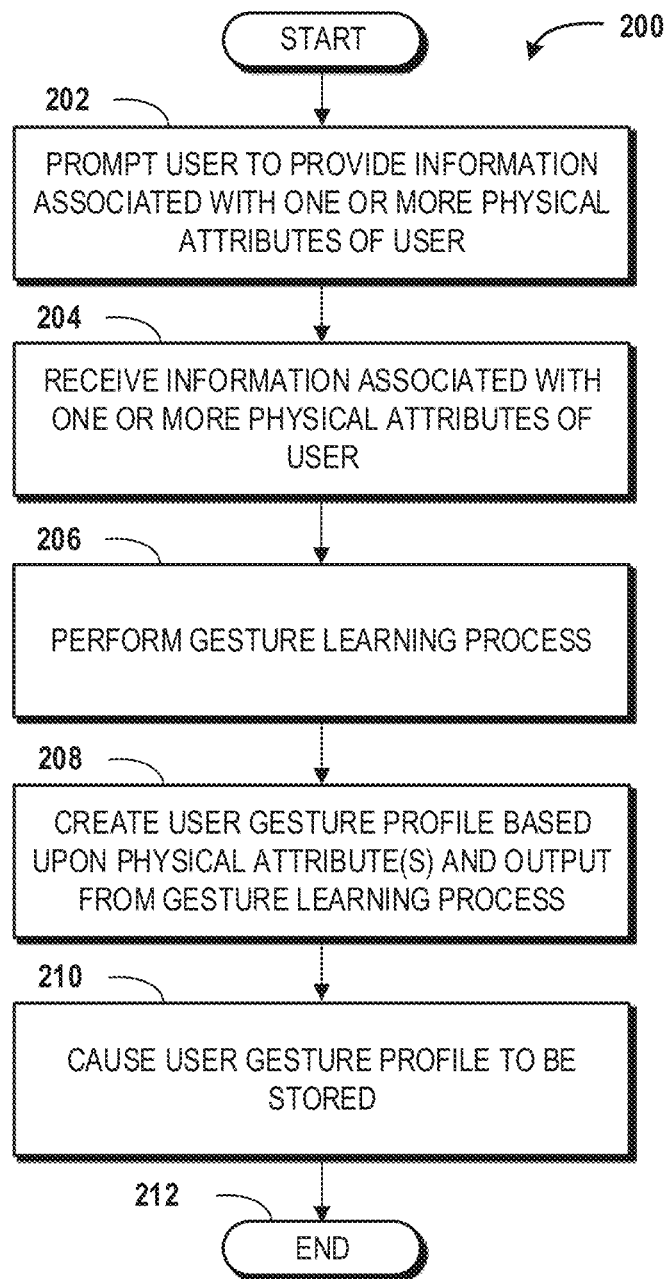 START
200
202
PROMPT USER TO PROVIDE INFORMATION
ASSOCIATED WITH ONE OR MORE PHYSICAL
ATTRIBUTES OF USER
204
RECEIVE INFORMATION ASSOCIATED WITH
ONE OR MORE PHYSICAL ATTRIBUTES OF
USER
206
PERFORM GESTURE LEARNING PROCESS
208
CREATE USER GESTURE PROFILE BASED
UPON PHYSICAL ATTRIBUTE(S) AND OUTPUT
FROM GESTURE LEARNING PROCESS
210
CAUSE USER GESTURE PROFILE TO BE
STORED
212
END